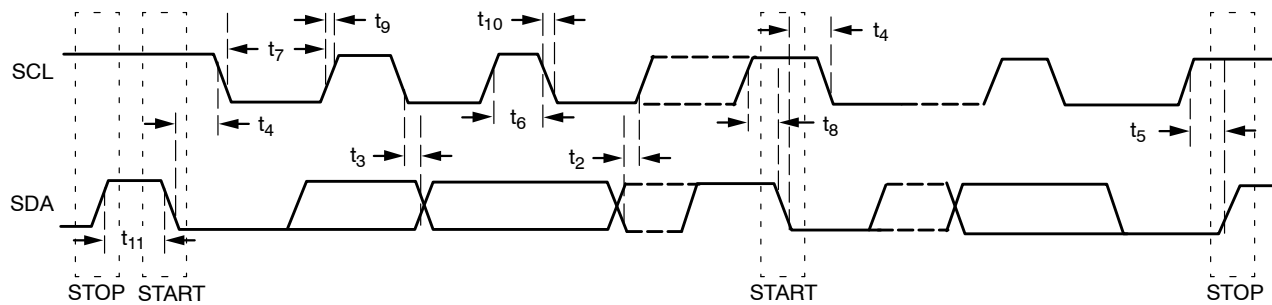 t9 t10
t7 t4
SCL
t4 t6 t8 t5
t3 t2
SDA
t11
STOP START START STOP